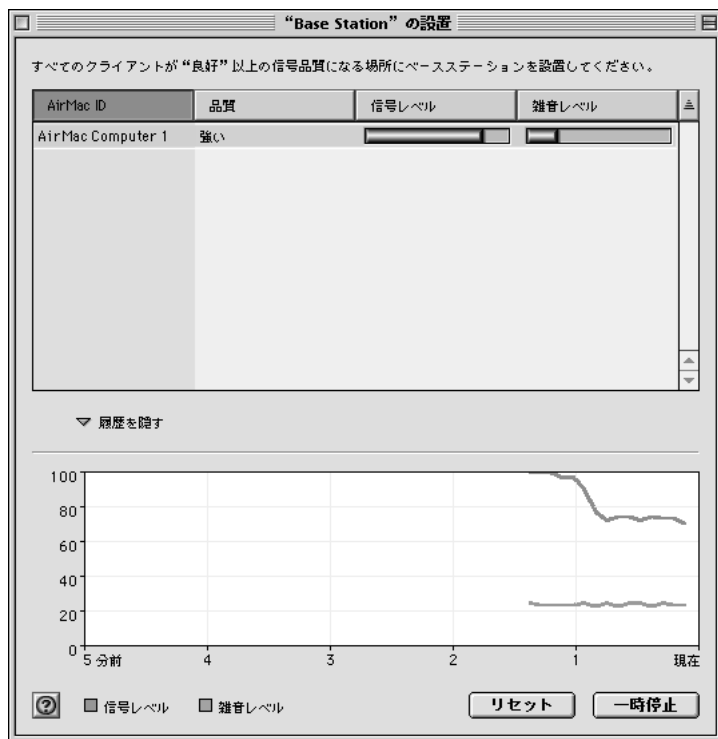 “Base Station” の設置
すべてのクライアントが“良好”以上の信号品質になる場所にベースステーションを設置してください。
AirMac ID 品質 信号レベル 雑音レベル
AirMac Computer 1 強い
履歴を隠す
100
80
60
40
20
0
5 分前 4 3 2 1 現在
? 信号レベル 雑音レベル リセット 一時停止